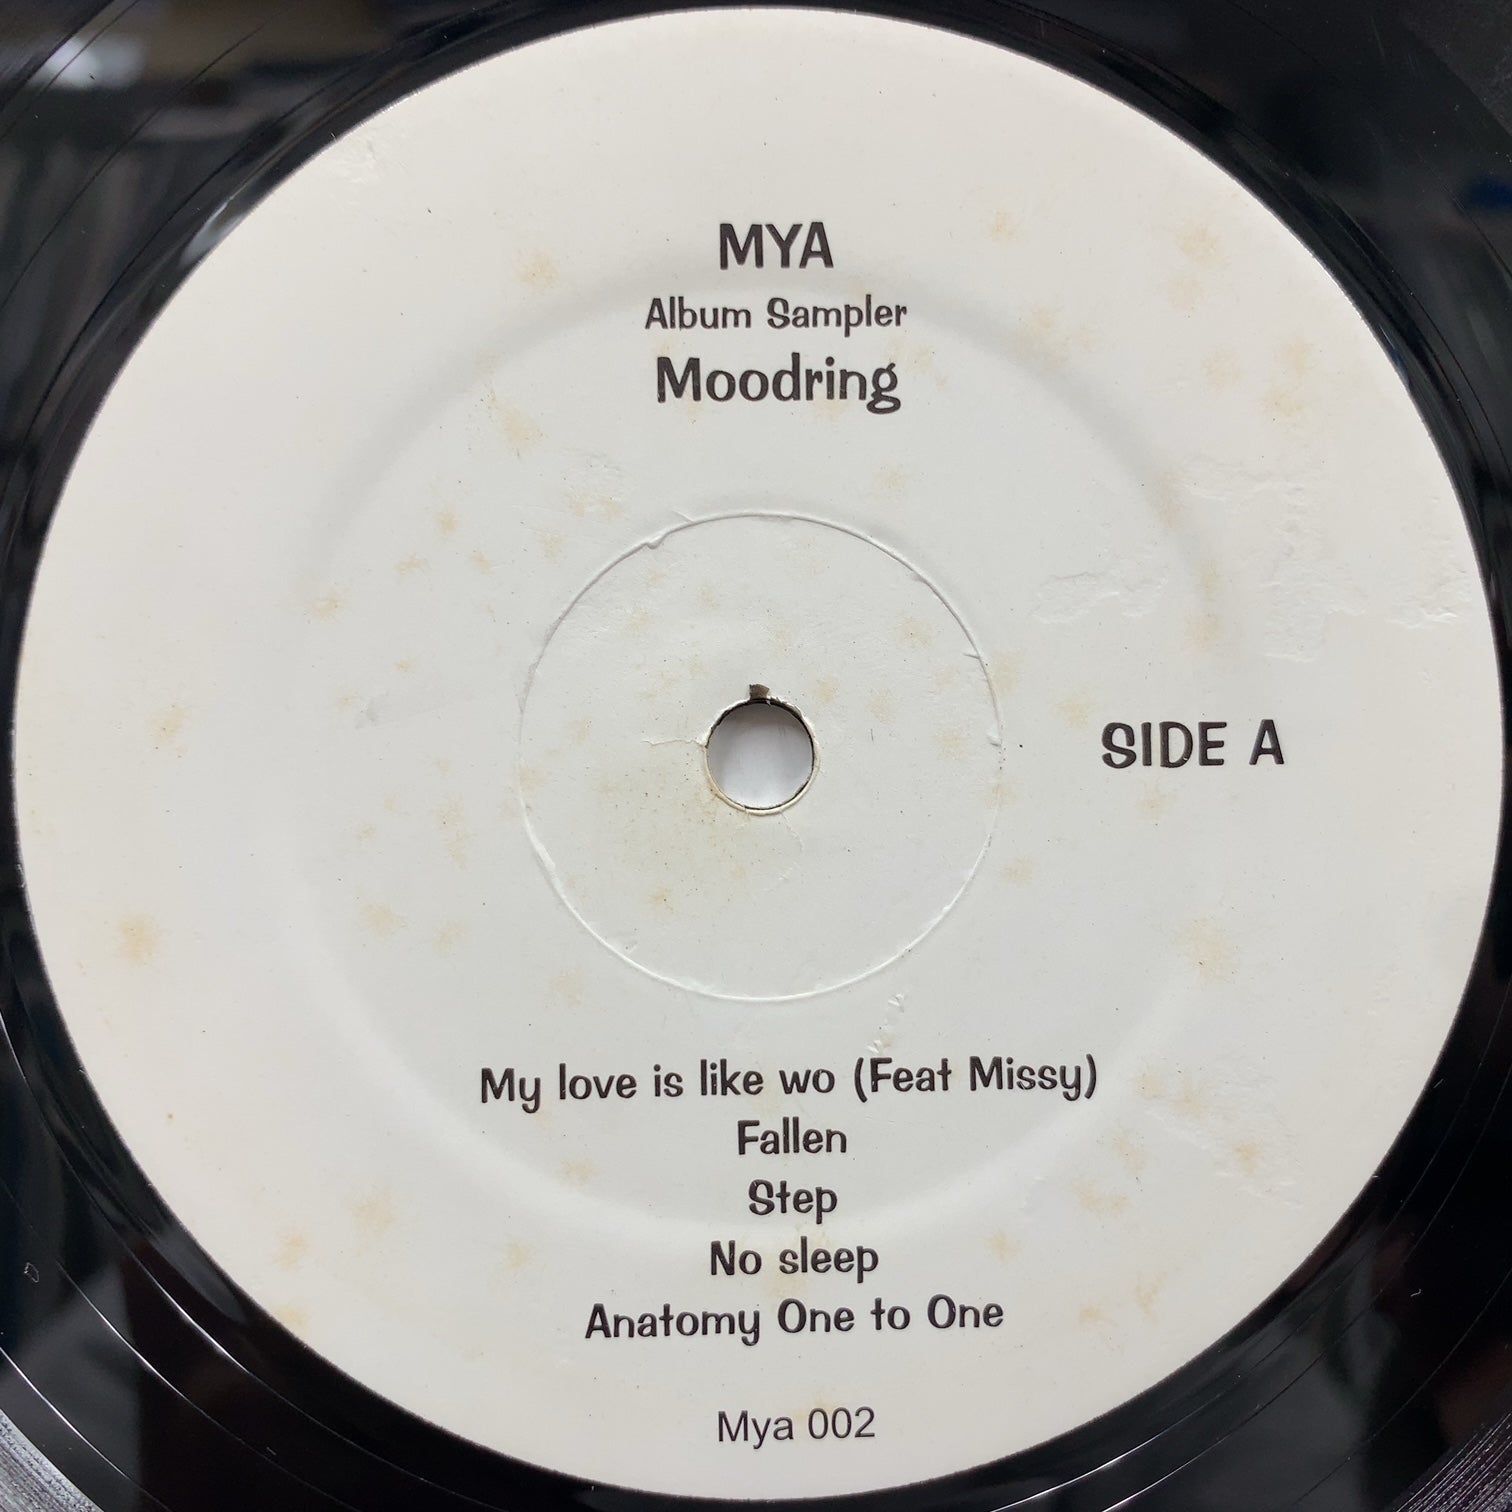 MYA
Album Sampler
Moodring
SIDE A
My love is like wo (Feat Missy)
Fallen
Step
No sleep
Anatomy One to One
Mya 002